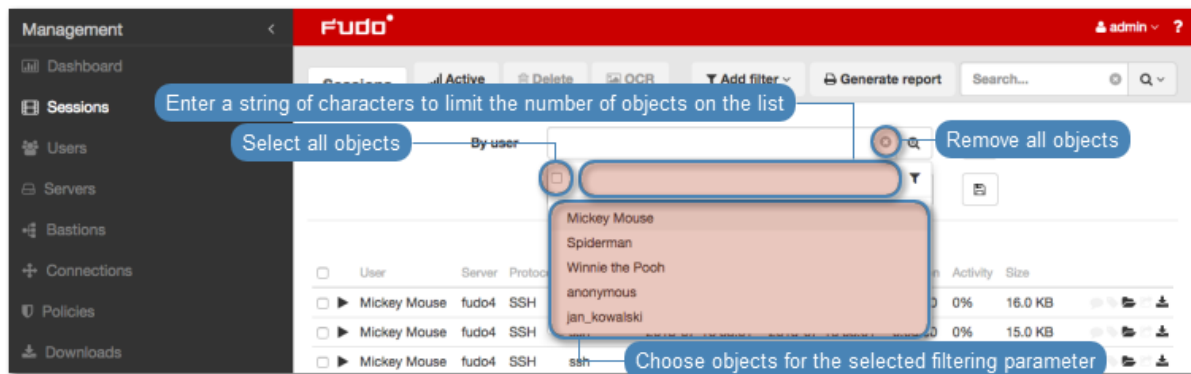 Management
Fudo
admin ?
Dashboard
Sessions Active Delete OCR Add filter Generate report Search...
Sessions
Enter a string of characters to limit the number of objects on the list
Users
Select all objects
By user
Remove all objects
Servers
Bastions
Mickey Mouse
Spiderman
Winnie the Pooh
anonymous
jan_kowalski
Connections
User Server Activity Size
Policies
Mickey Mouse fudo4 SSH 0% 16.0 KB
Mickey Mouse fudo4 SSH 0% 15.0 KB
Downloads
Mickey Mouse fudo4 SSH ssh
Choose objects for the selected filtering parameter